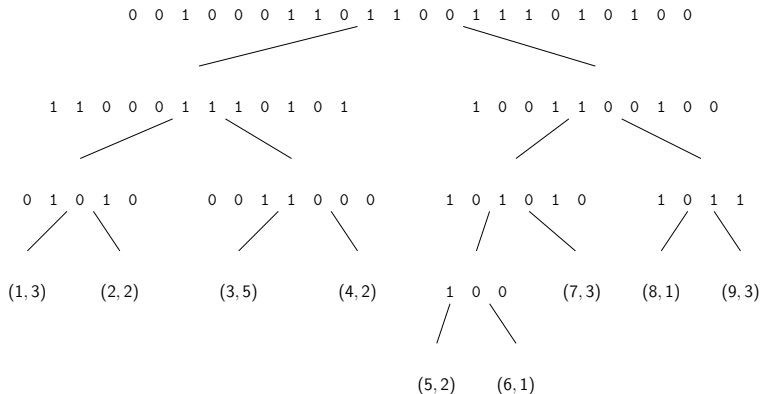 0 0 1 0 0 0 1 1 0 1 1 0 0 1 1 1 0 1 0 1 0 0
1 1 0 0 0 1 1 1 0 1 0 1 1 0 0 1 1 0 0 1 0 0
0 1 0 1 0 0 0 1 1 0 0 0 1 0 1 0 1 0 1 0 1 1
(1, 3) (2, 2) (3, 5) (4, 2) 1 0 0 (7, 3) (8, 1) (9, 3)
(5, 2) (6, 1)